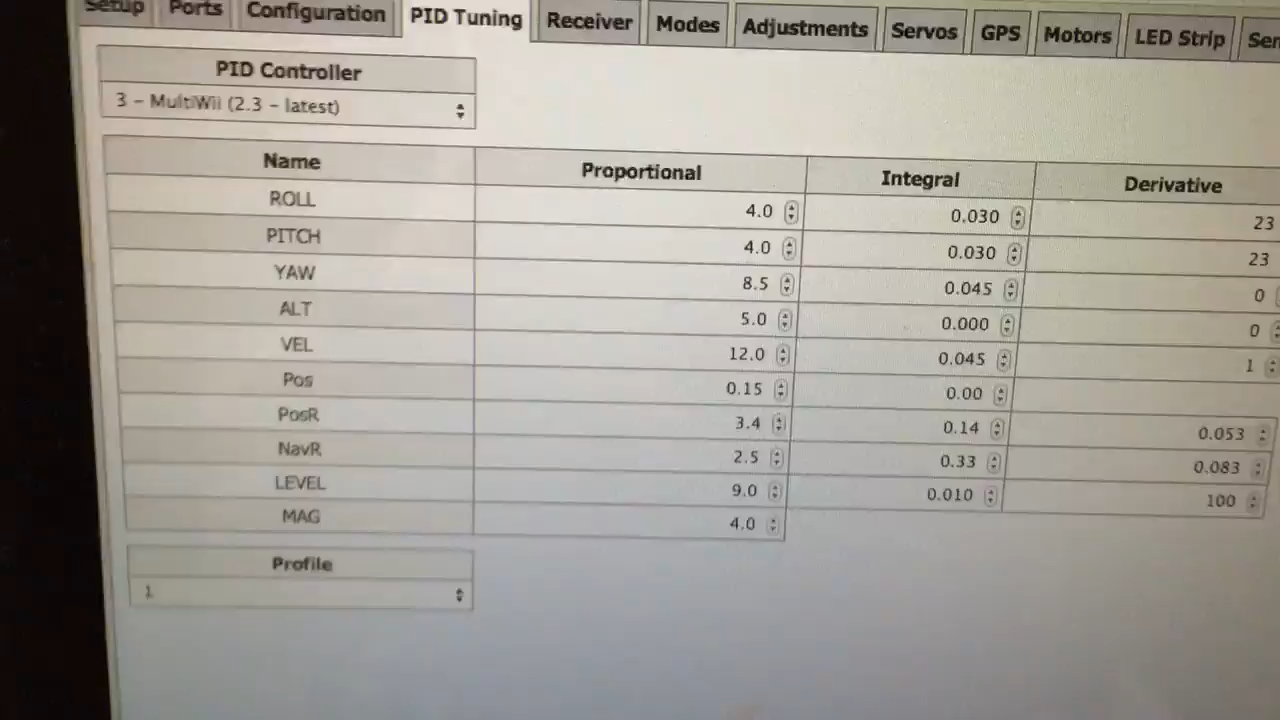 Setup Ports Configuration PID Tuning Receiver Modes Adjustments Servos GPS Motors LED Strip
PID Controller
3 - MultiWii (2.3 - latest)
Name Proportional Integral Derivative
ROLL 4.0 0.030 23
PITCH 4.0 0.030 23
YAW 8.5 0.045 0
ALT 5.0 0.000 0
VEL 12.0 0.045 1
Pos 0.15 0.00
PosR 3.4 0.14 0.053
NavR 2.5 0.33 0.083
LEVEL 9.0 0.010 100
MAG 4.0
Profile
1